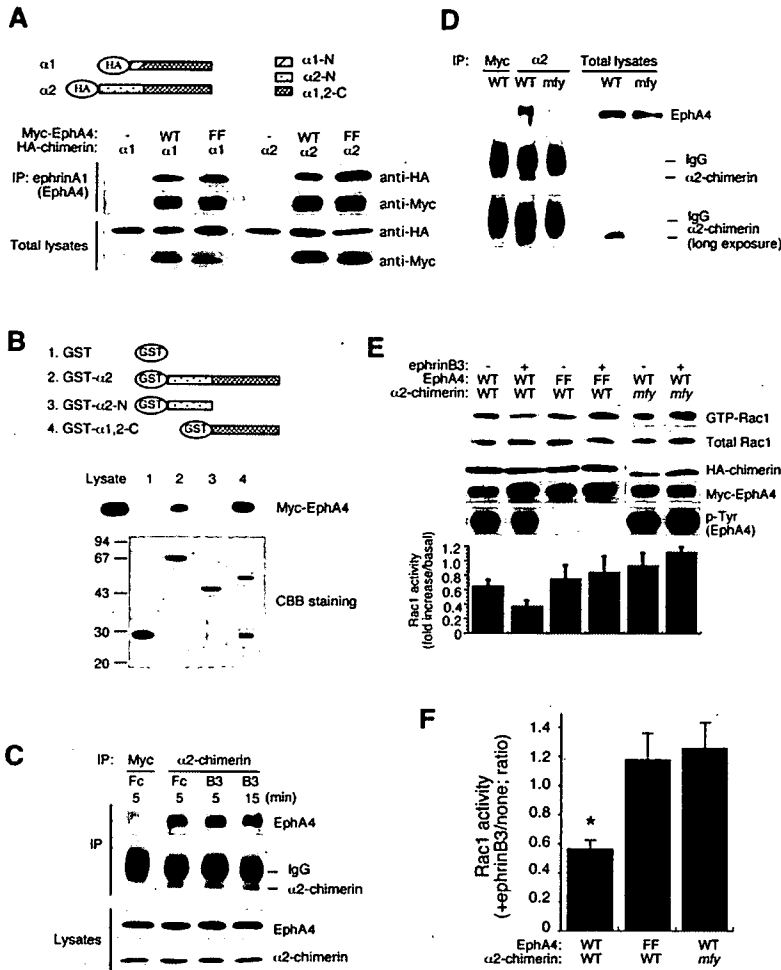 A
α1 HA
α2 HA
α1-N
α2-N
α1,2-C
Myc-EphA4: - WT FF - WT FF
HA-chimerin: α1 α1 α1 α2 α2 α2
IP: ephrinA1
(EphA4)
anti-HA
anti-Myc
Total lysates
anti-HA
anti-Myc
B
1. GST GST
2. GST-α2 GST
3. GST-α2-N GST
4. GST-α1,2-C GST
Lysate 1 2 3 4
Myc-EphA4
94
67
43
30
20
CBB staining
C
IP: Myc α2-chimerin
Fc Fc B3 B3
5 5 5 15 (min)
IP
EphA4
IgG
α2-chimerin
Lysates
EphA4
α2-chimerin
D
IP: Myc α2 Total lysates
WT WT mfy WT mfy
EphA4
IgG
α2-chimerin
IgG
α2-chimerin
(long exposure)
E
ephrinB3: - + - + - +
EphA4: WT WT FF FF WT WT
α2-chimerin: WT WT WT WT mfy mfy
GTP-Rac1
Total Rac1
HA-chimerin
Myc-EphA4
p-Tyr
(EphA4)
Rac1 activity
(fold increase/basal)
1.2
1.0
0.8
0.6
0.4
0
F
Rac1 activity
(+ephrinB3/none; ratio)
1.4
1.2
1.0
0.8
0.6
0.4
0.2
0
*
EphA4: WT FF WT
α2-chimerin: WT WT mfy